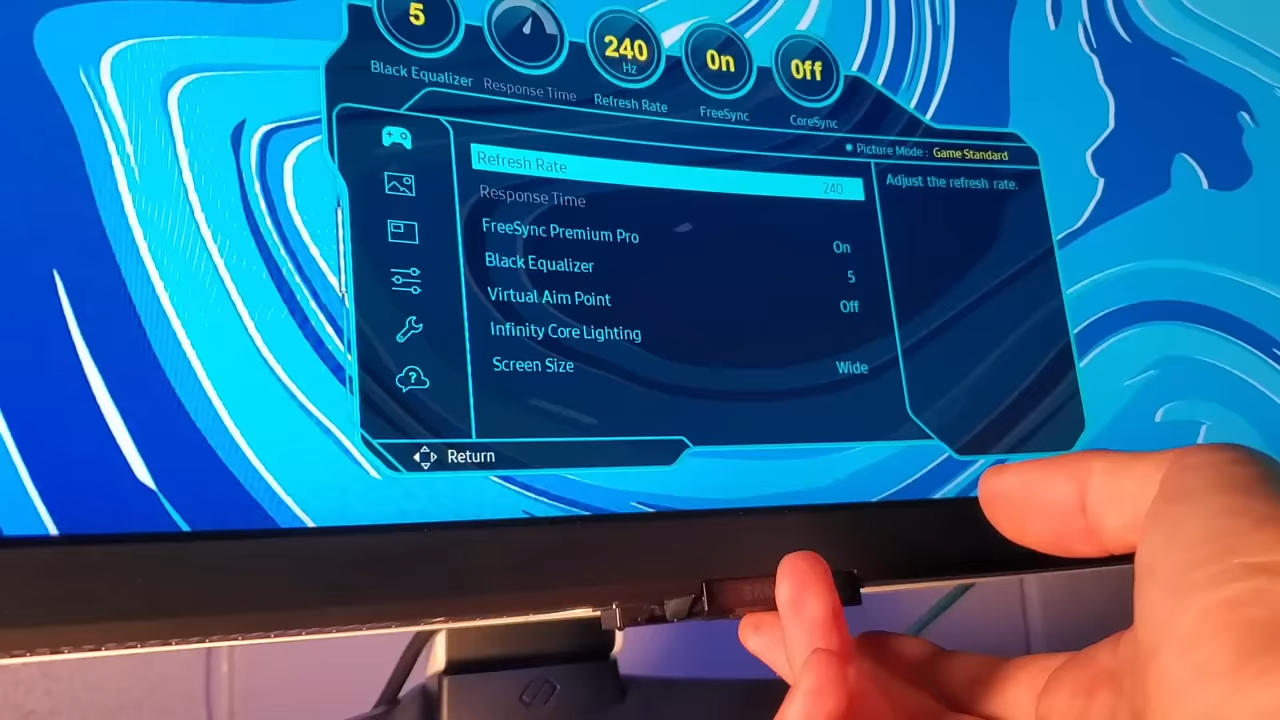 5
240
Hz
On
Off
Black Equalizer
Response Time
Refresh Rate
FreeSync
CoreSync
Picture Mode : Game Standard
Refresh Rate 240
Response Time
FreeSync Premium Pro On
Black Equalizer 5
Virtual Aim Point Off
Infinity Core Lighting
Screen Size Wide
Adjust the refresh rate.
Return